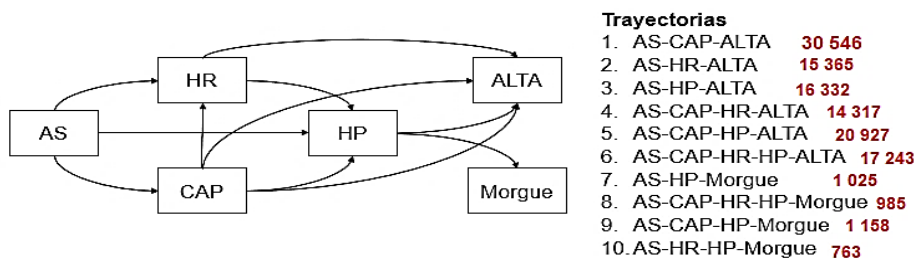 HR
ALTA
AS
HP
CAP
Morgue
Trayectorias
1. AS-CAP-ALTA 30 546
2. AS-HR-ALTA 15 365
3. AS-HP-ALTA 16 332
4. AS-CAP-HR-ALTA 14 317
5. AS-CAP-HP-ALTA 20 927
6. AS-CAP-HR-HP-ALTA 17 243
7. AS-HP-Morgue 1 025
8. AS-CAP-HR-HP-Morgue 985
9. AS-CAP-HP-Morgue 1 158
10. AS-HR-HP-Morgue 763